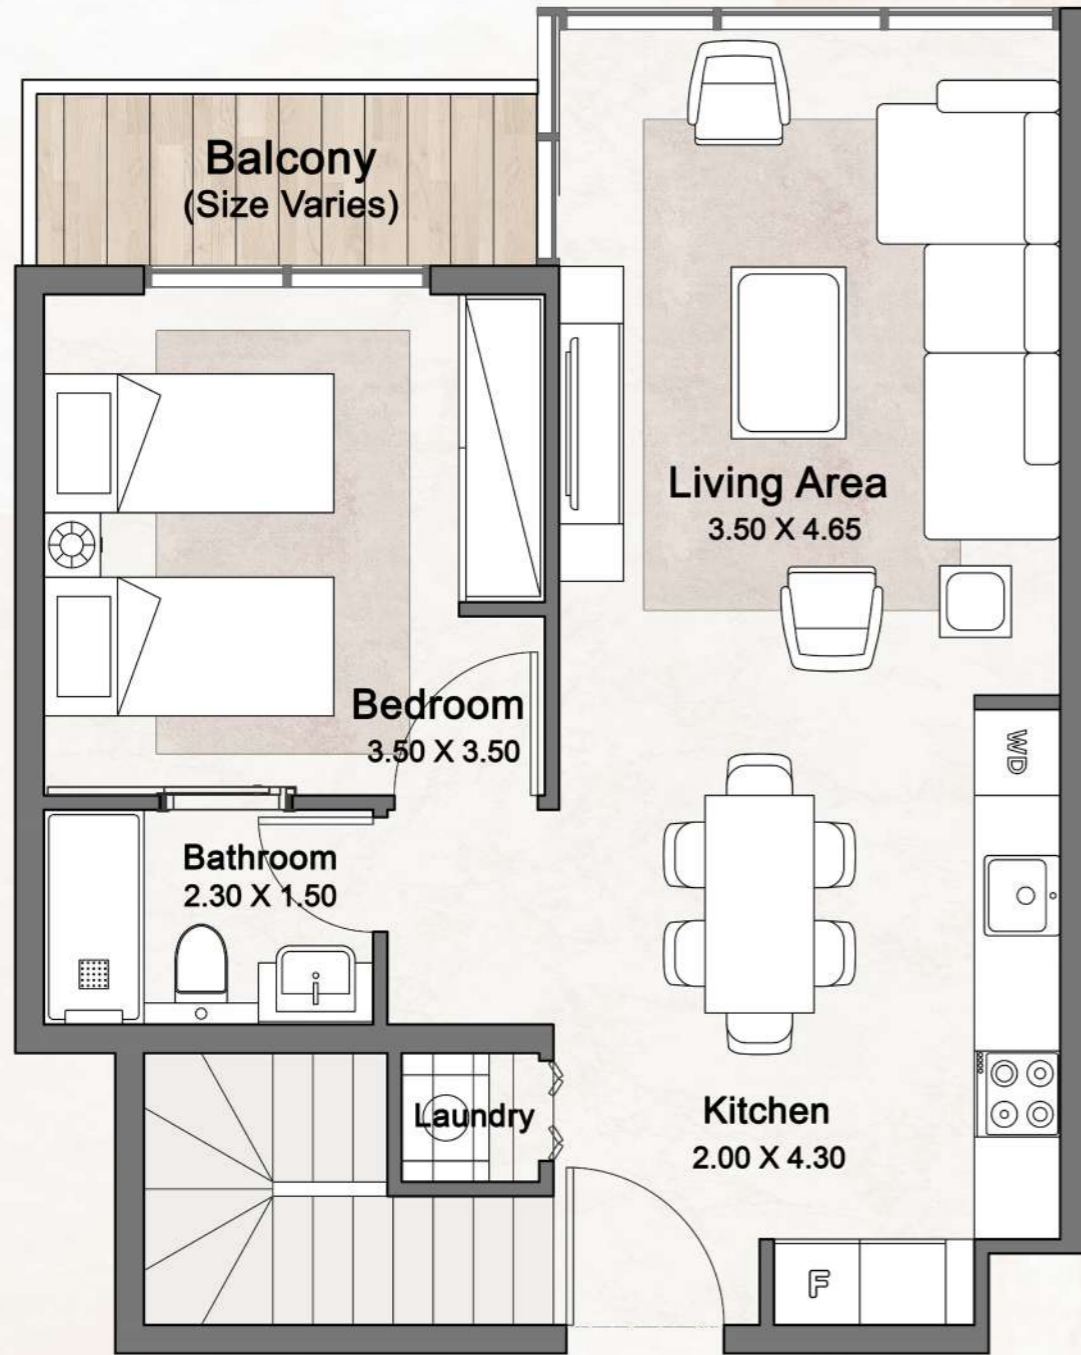 Balcony
(Size Varies)
Living Area
3.50 X 4.65
Bedroom
3.50 X 3.50
WD
Bathroom
2.30 X 1.50
Laundry
Kitchen
2.00 X 4.30
F